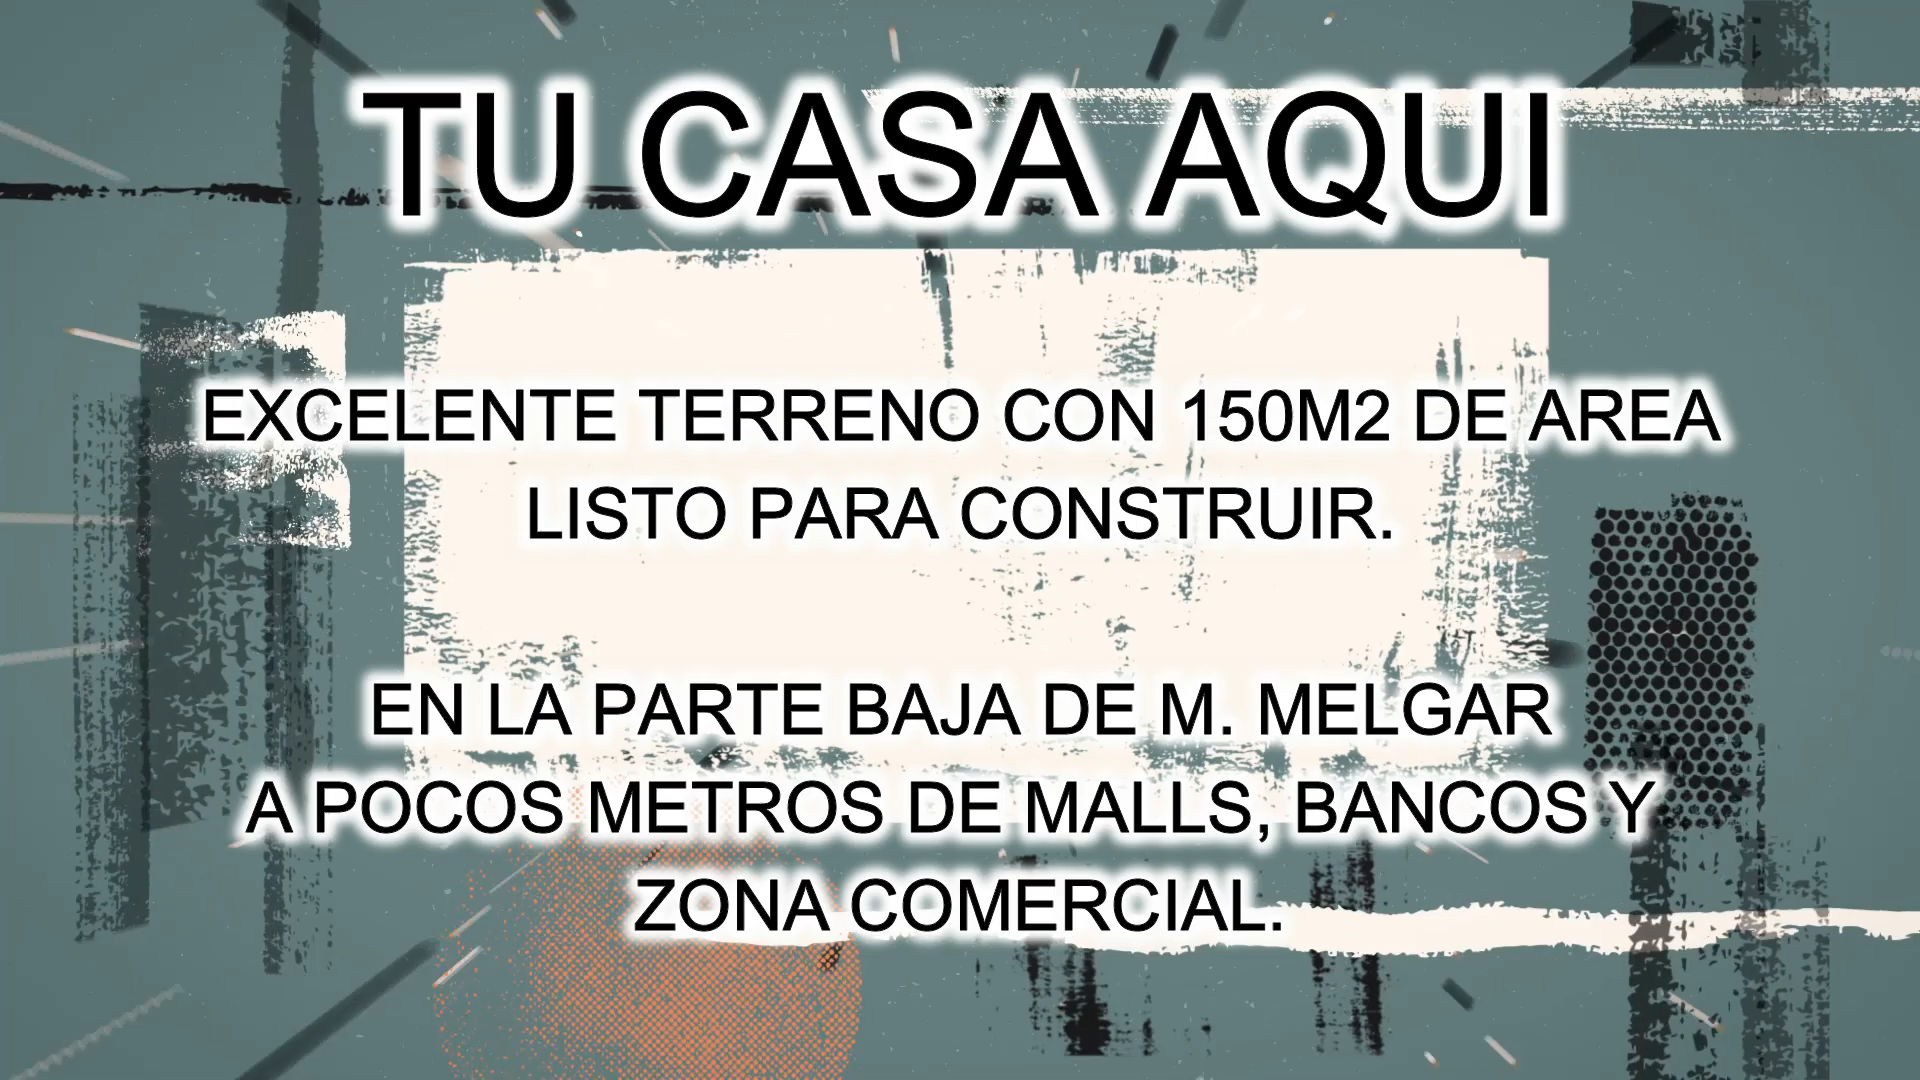 TU CASA AQUI
EXCELENTE TERRENO CON 150M2 DE AREA
LISTO PARA CONSTRUIR.
EN LA PARTE BAJA DE M. MELGAR
A POCOS METROS DE MALLS, BANCOS Y
ZONA COMERCIAL.